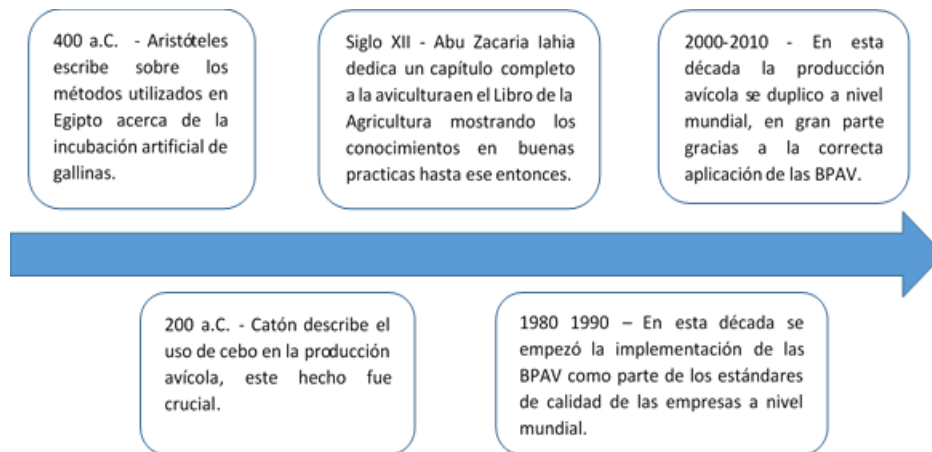 400 a.C. - Aristóteles
escribe sobre los
métodos utilizados en
Egipto acerca de la
incubación artificial de
gallinas.
Siglo XII - Abu Zacaria Iahia
dedica un capítulo completo
a la avicultura en el Libro de la
Agricultura mostrando los
conocimientos en buenas
practicas hasta ese entonces.
2000-2010 - En esta
década la producción
avícola se duplico a nivel
mundial, en gran parte
gracias a la correcta
aplicación de las BPAV.
200 a.C. - Catón describe el
uso de cebo en la producción
avícola, este hecho fue
crucial.
1980 1990 – En esta década se
empezó la implementación de las
BPAV como parte de los estándares
de calidad de las empresas a nivel
mundial.